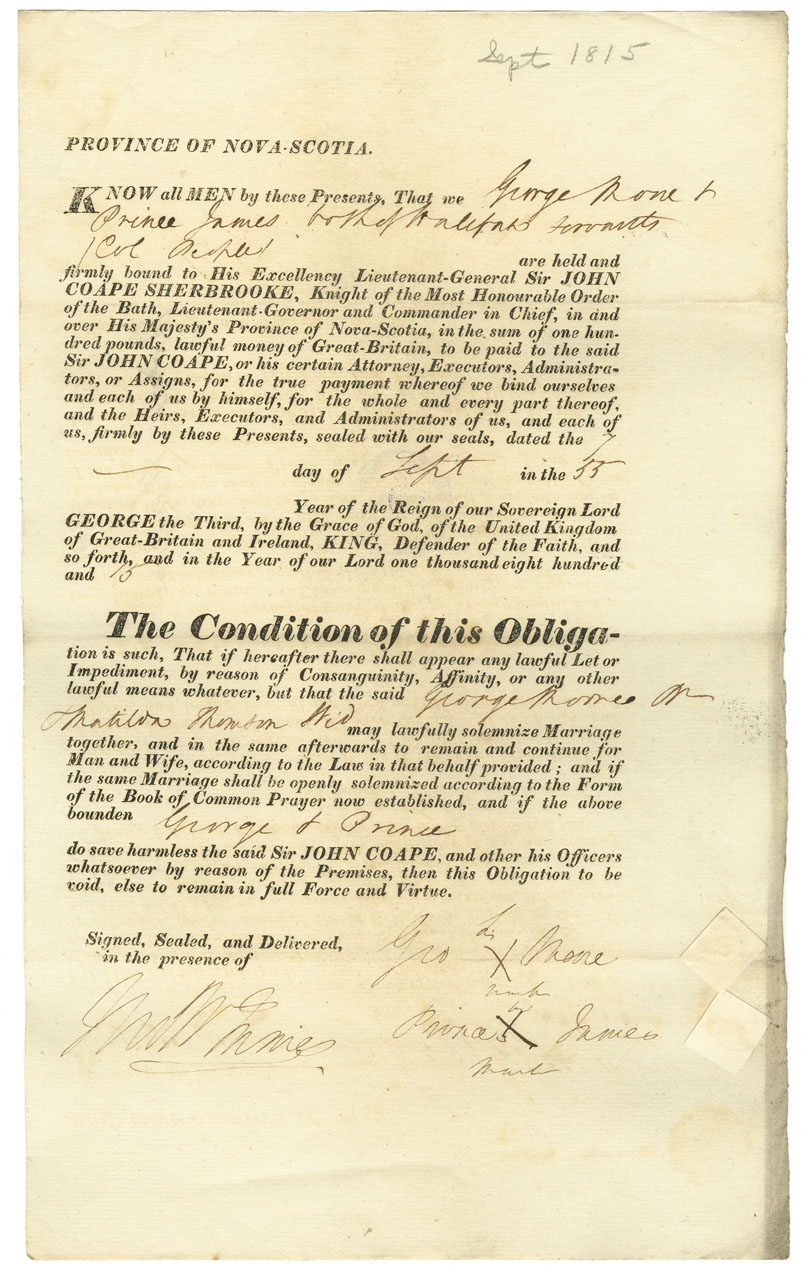 Sept 1815
PROVINCE OF NOVA-SCOTIA.
KNOW all MEN by these Presents, That we George Mone &
Prince James both of Halifax Servants
(Col People) are held and
firmly bound to His Excellency Lieutenant-General Sir JOHN
COAPE SHERBROOKE, Knight of the Most Honourable Order
of the Bath, Lieutenant-Governor and Commander in Chief, in and
over His Majesty's Province of Nova-Scotia, in the sum of one hun-
dred pounds, lawful money of Great-Britain, to be paid to the said
Sir JOHN COAPE, or his certain Attorney, Executors, Administra-
tors, or Assigns, for the true payment whereof we bind ourselves
and each of us by himself, for the whole and every part thereof,
and the Heirs, Executors, and Administrators of us, and each of
us, firmly by these Presents, sealed with our seals, dated the 7
day of Sept in the 55
Year of the Reign of our Sovereign Lord
GEORGE the Third, by the Grace of God, of the United Kingdom
of Great-Britain and Ireland, KING, Defender of the Faith, and
so forth, and in the Year of our Lord one thousand eight hundred
and 15
The Condition of this Obliga-
tion is such, That if hereafter there shall appear any lawful Let or
Impediment, by reason of Consanguinity, Affinity, or any other
lawful means whatever, but that the said George
Matilda Thomson Wid may lawfully solemnize Marriage
together, and in the same afterwards to remain and continue for
Man and Wife, according to the Law in that behalf provided; and if
the same Marriage shall be openly solemnized according to the Form
of the Book of Common Prayer now established, and if the above
bounden George & Prince
do save harmless the said Sir JOHN COAPE, and other his Officers
whatsoever by reason of the Premises, then this Obligation to be
void, else to remain in full Force and Virtue.
Signed, Sealed, and Delivered,
in the presence of
Geo his X Mone
mark
Prince his X James
mark